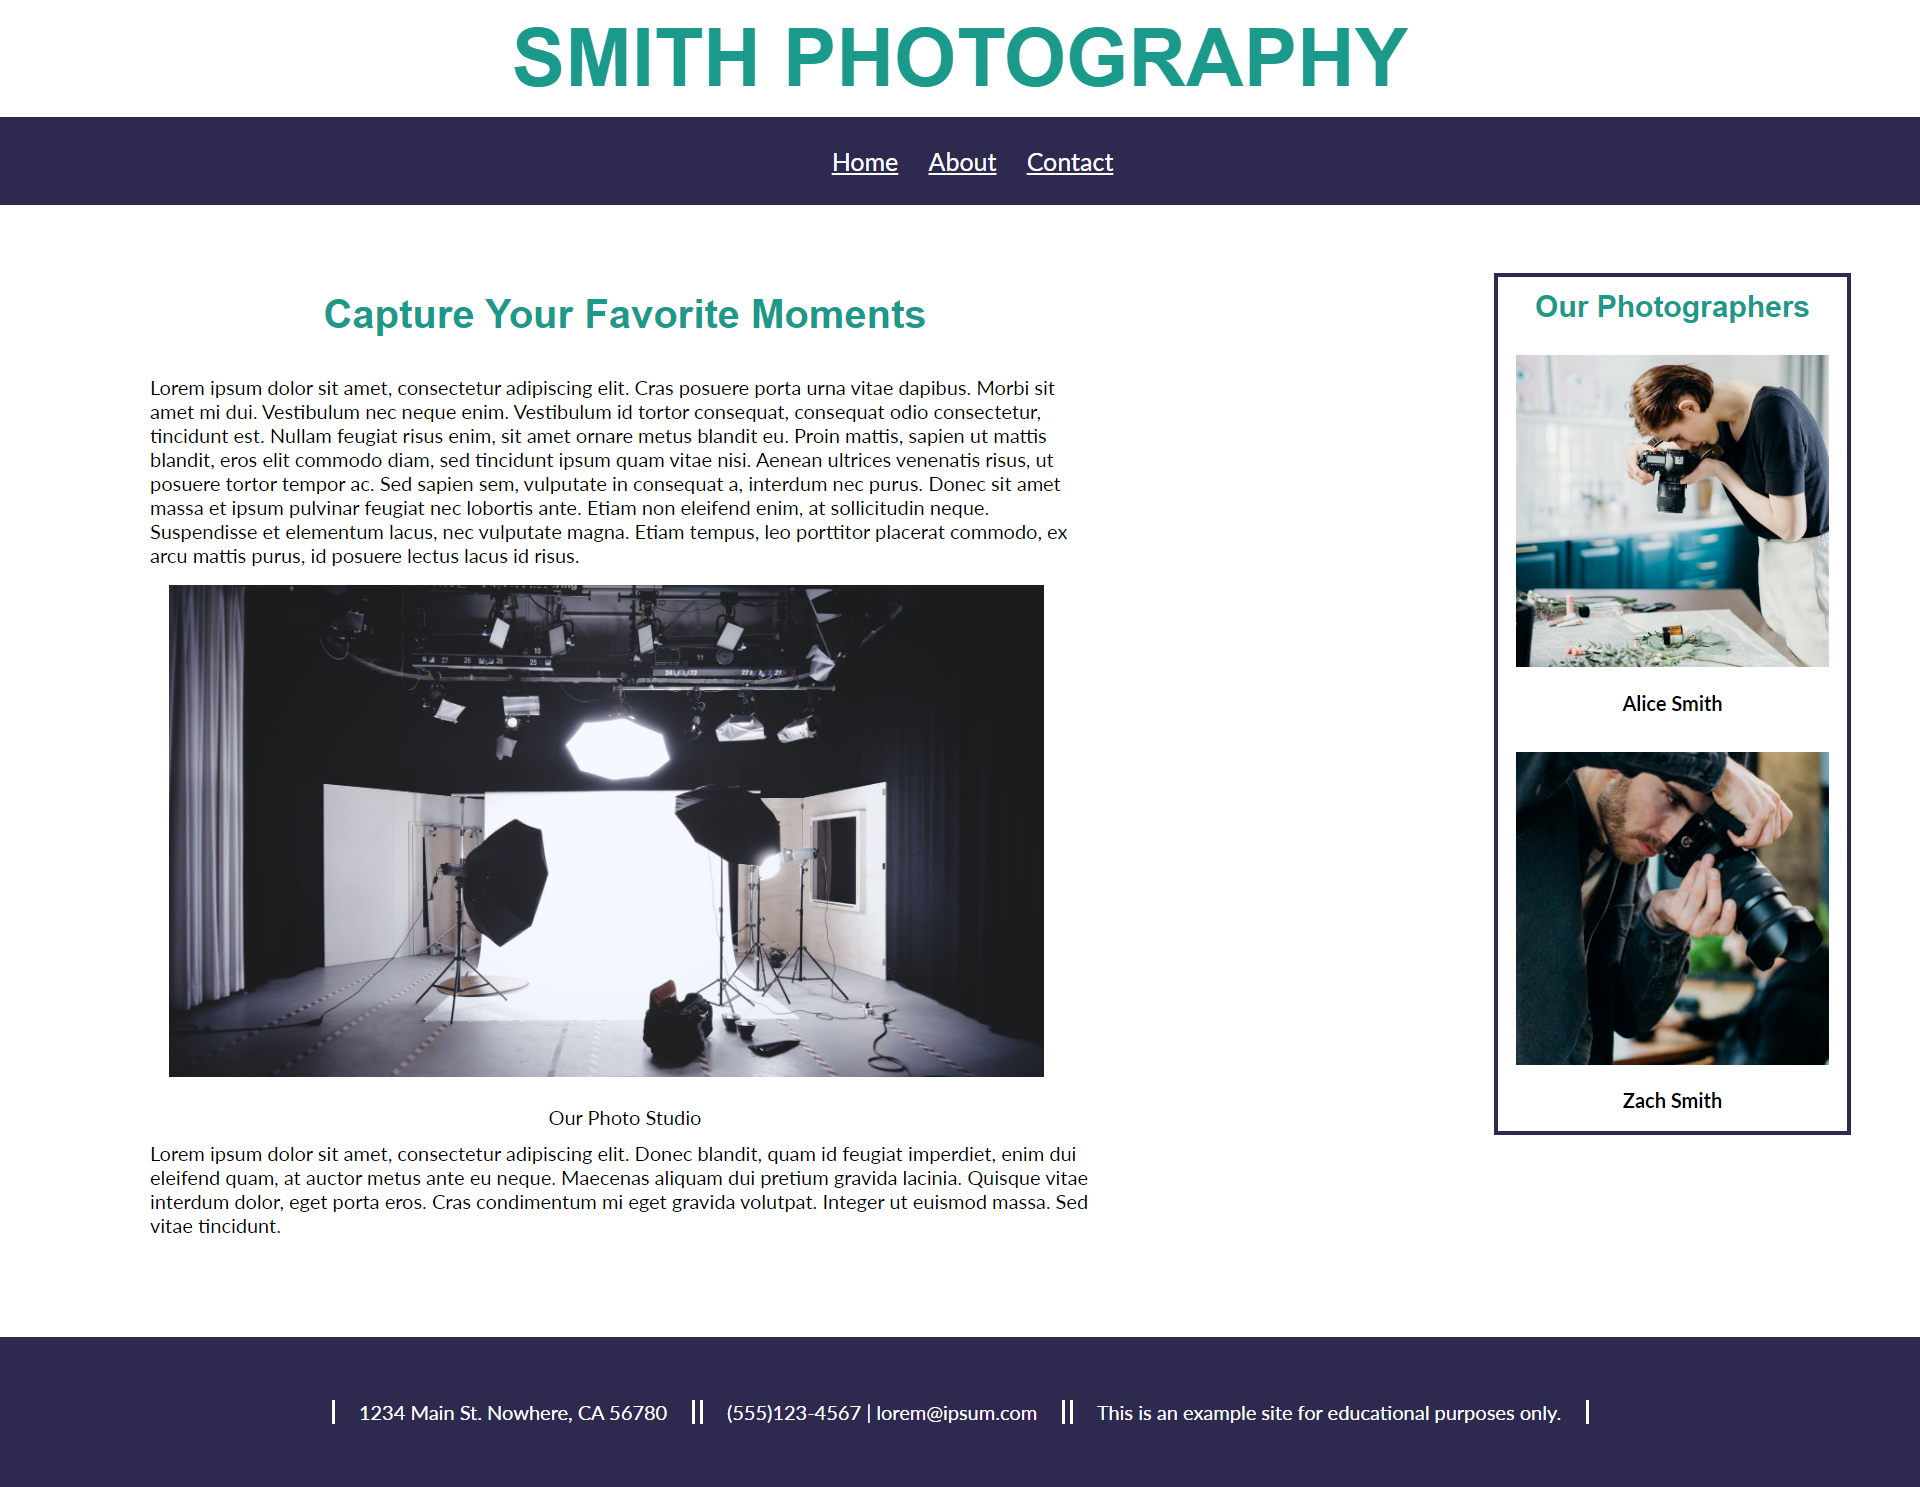 SMITH PHOTOGRAPHY
Home About Contact
Capture Your Favorite Moments
Lorem ipsum dolor sit amet, consectetur adipiscing elit. Cras posuere porta urna vitae dapibus. Morbi sit
amet mi dui. Vestibulum nec neque enim. Vestibulum id tortor consequat, consequat odio consectetur,
tincidunt est. Nullam feugiat risus enim, sit amet ornare metus blandit eu. Proin mattis, sapien ut mattis
blandit, eros elit commodo diam, sed tincidunt ipsum quam vitae nisi. Aenean ultrices venenatis risus, ut
posuere tortor tempor ac. Sed sapien sem, vulputate in consequat a, interdum nec purus. Donec sit amet
massa et ipsum pulvinar feugiat nec lobortis ante. Etiam non eleifend enim, at sollicitudin neque.
Suspendisse et elementum lacus, nec vulputate magna. Etiam tempus, leo porttitor placerat commodo, ex
arcu mattis purus, id posuere lectus lacus id risus.
10
27 26 26 25
11
Our Photo Studio
Lorem ipsum dolor sit amet, consectetur adipiscing elit. Donec blandit, quam id feugiat imperdiet, enim dui
eleifend quam, at auctor metus ante eu neque. Maecenas aliquam dui pretium gravida lacinia. Quisque vitae
interdum dolor, eget porta eros. Cras condimentum mi eget gravida volutpat. Integer ut euismod massa. Sed
vitae tincidunt.
Our Photographers
Alice Smith
Zach Smith
1234 Main St. Nowhere, CA 56780
(555)123-4567 | lorem@ipsum.com
This is an example site for educational purposes only.